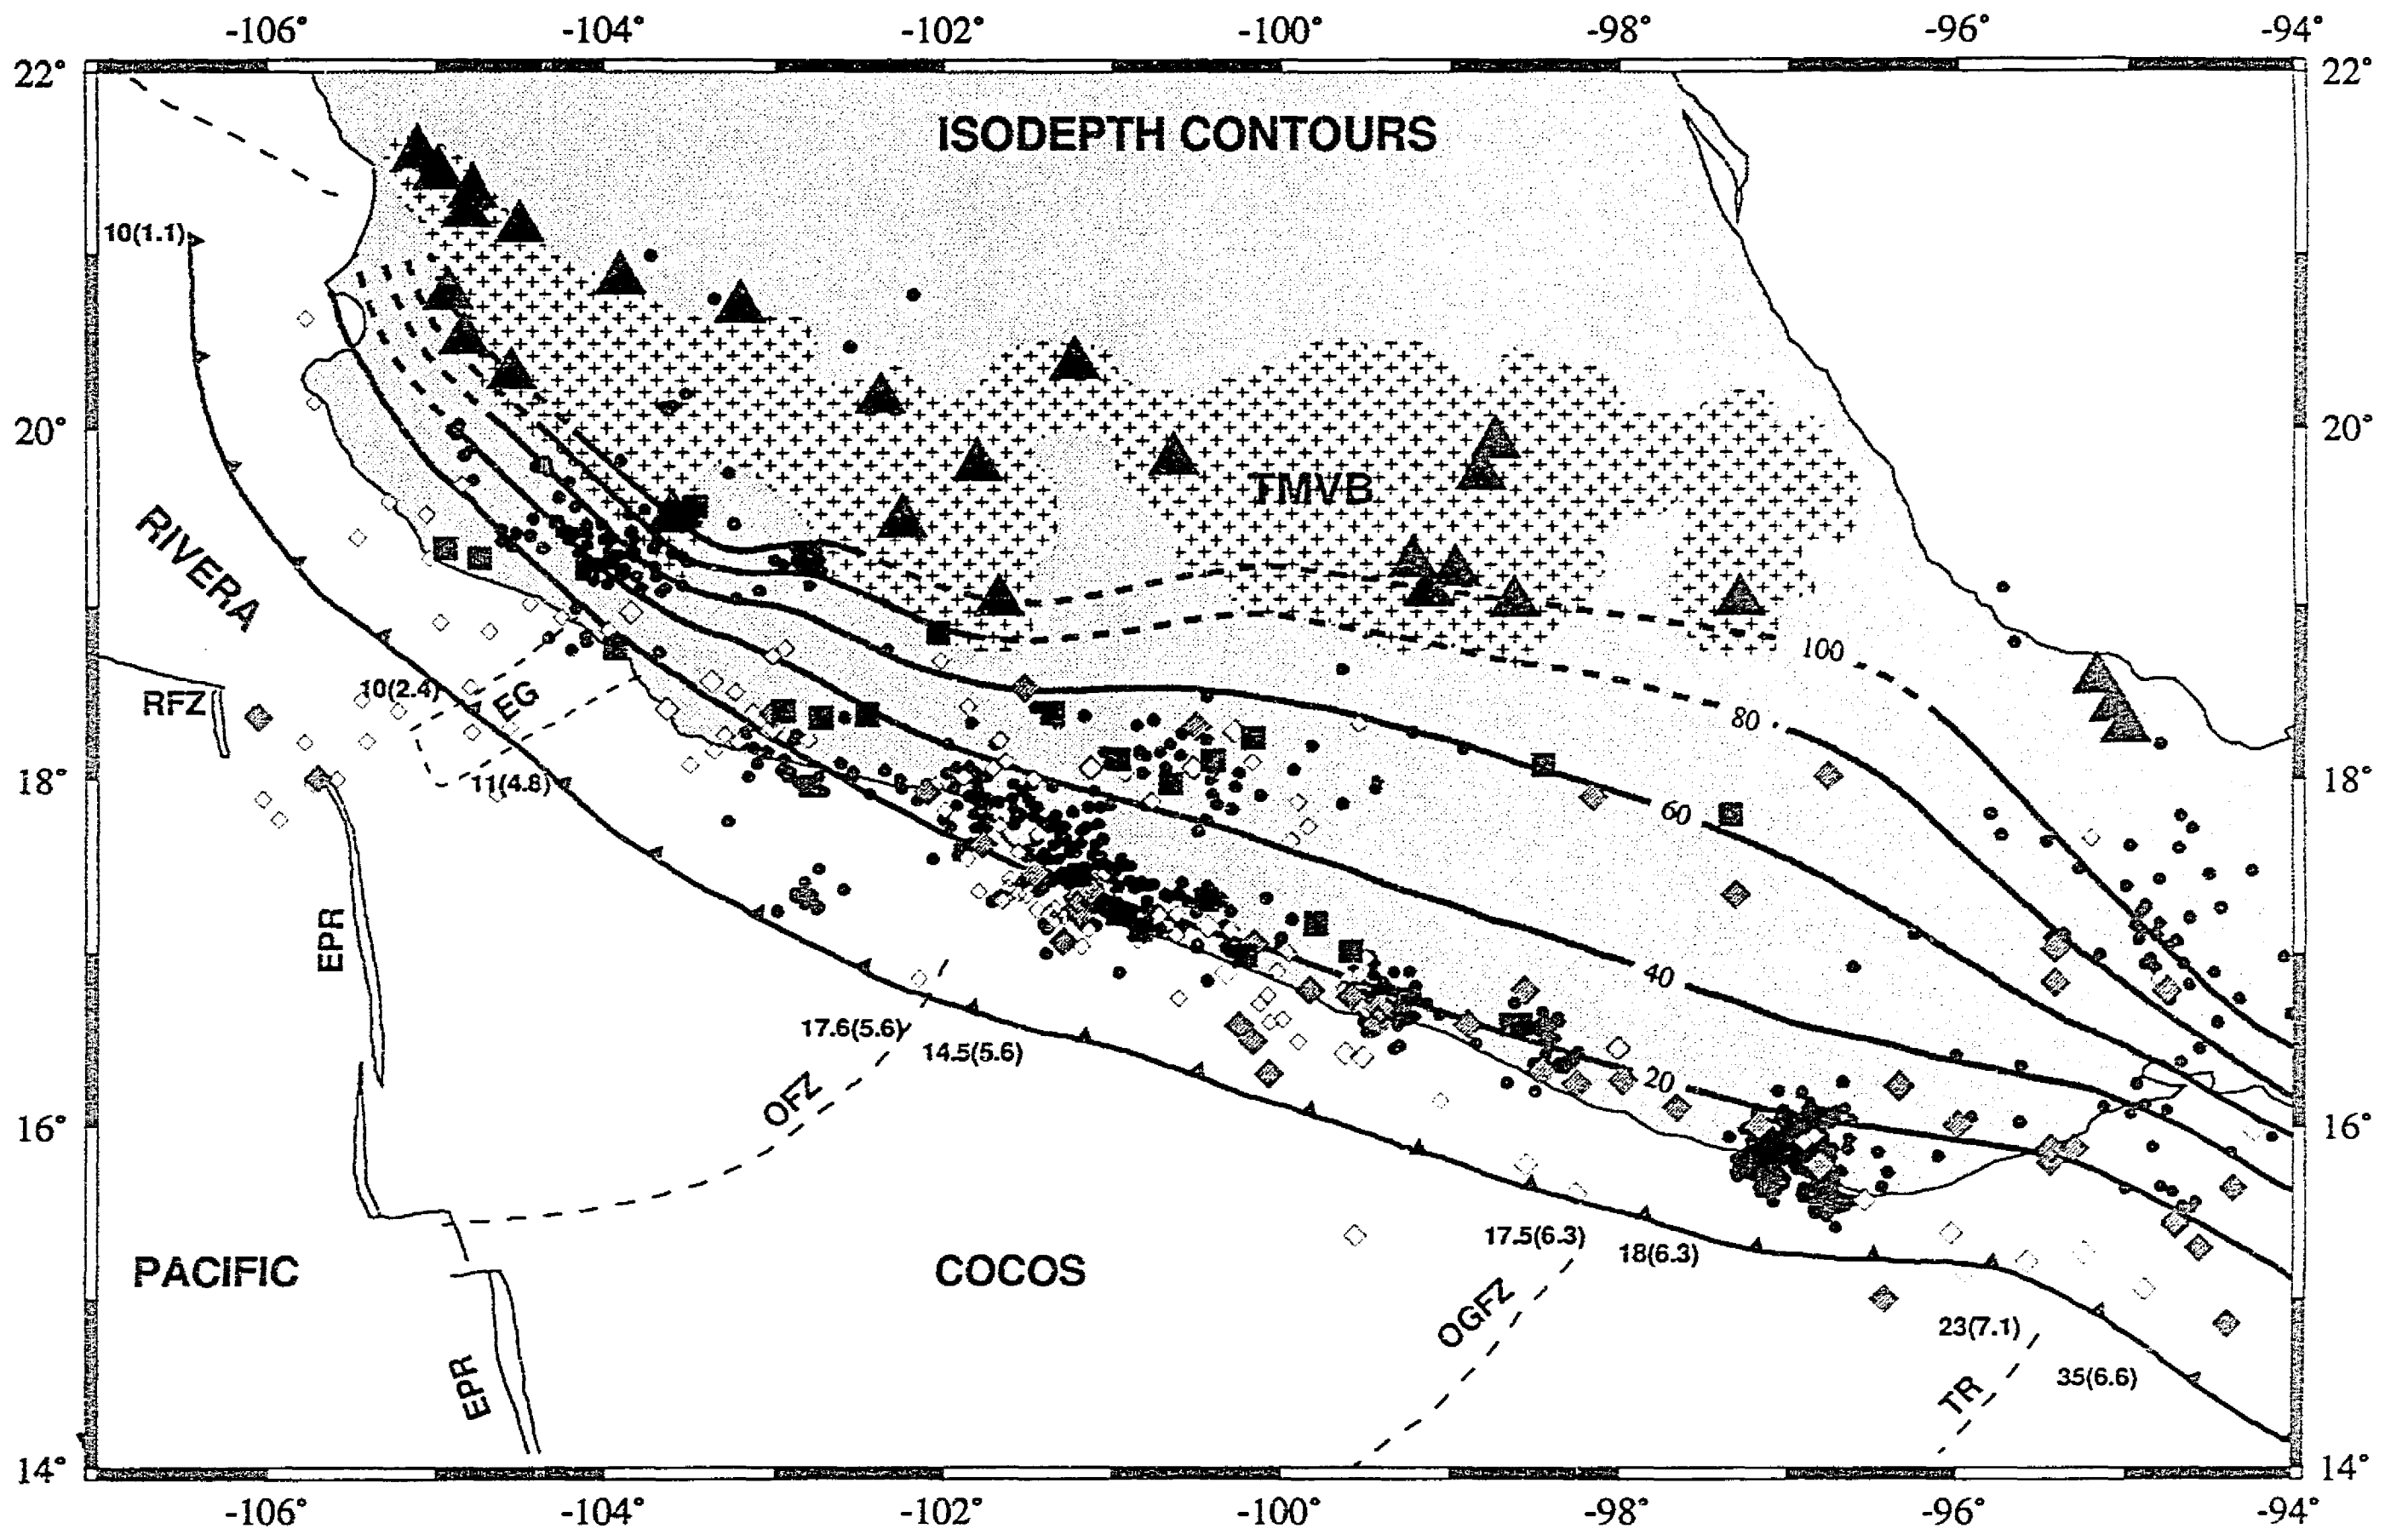 -106° -104° -102° -100° -98° -96° -94°
22° 22°
ISODEPTH CONTOURS
10(1.1)
20° 20°
TMVB
RIVERA
100
10(2.4)
EG
RFZ
80
18° 18°
11(4.8)
60
EPR
40
17.6(5.6)
14.5(5.6)
20
OFZ
16° 16°
17.5(6.3)
18(6.3)
PACIFIC
COCOS
OGFZ
23(7.1)
35(6.6)
EPR
TR
14° 14°
-106° -104° -102° -100° -98° -96° -94°